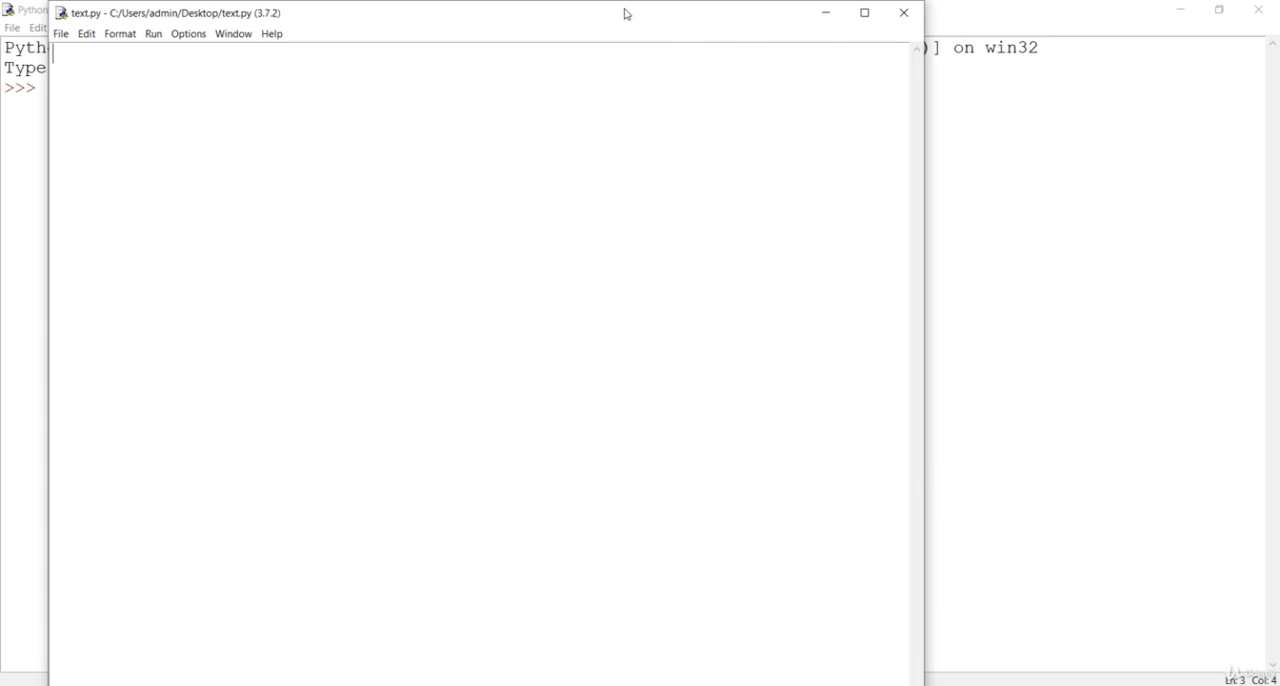 Python
File Edit
text.py - C:/Users/admin/Desktop/text.py (3.7.2)
File Edit Format Run Options Window Help
Pyth
)] on win32
Type
>>>
Ln: 3 Col: 4